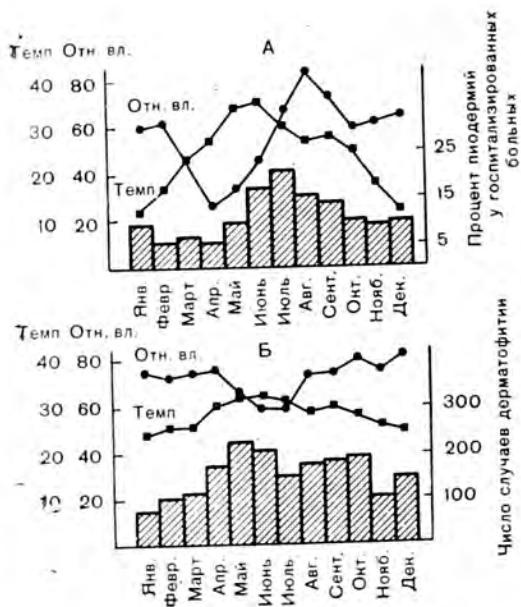 А
Темп Отн. вл.
40 80
30 60
20 40
10 20
Отн. вл.
Темп
25
15
5
Процент пиодермий
у госпитализированных
больных
Янв.
Февр.
Март
Апр.
Май
Июнь
Июль
Авг.
Сент.
Окт.
Нояб.
Ден.
Б
Темп Отн. вл.
40 80
30 60
20 40
10 20
Отн. вл.
Темп
300
200
100
Число случаев дерматофитии
Янв.
Февр.
Март
Апр.
Май
Июнь
Июль
Авг.
Сент.
Окт.
Нояб.
Ден.